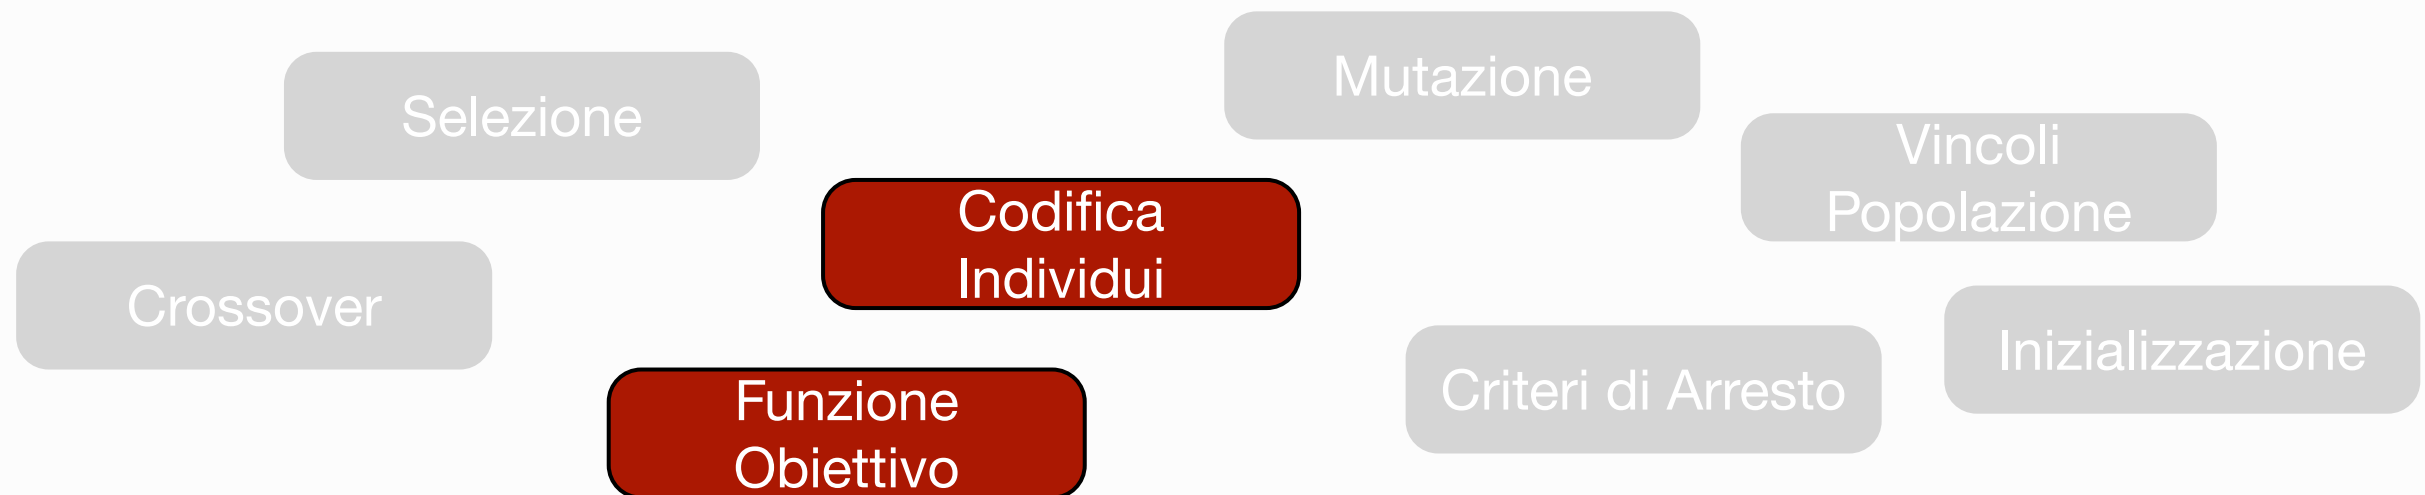 Mutazione
Selezione
Vincoli
Popolazione
Codifica
Individui
Crossover
Inizializzazione
Criteri di Arresto
Funzione
Obiettivo